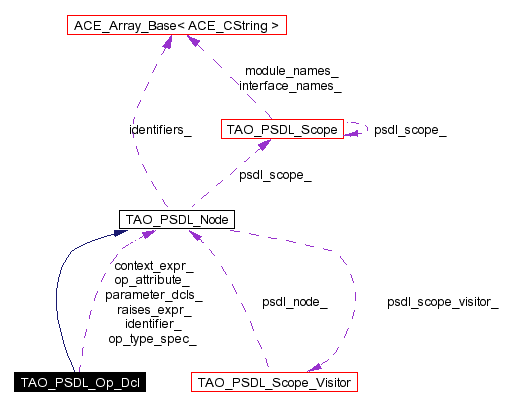 ACE_Array_Base< ACE_CString >
module_names_
interface_names_
identifiers_
TAO_PSDL_Scope
psdl_scope_
psdl_scope_
TAO_PSDL_Node
context_expr_
op_attribute_
parameter_dcls_
raises_expr_
identifier_
op_type_spec_
psdl_node_
psdl_scope_visitor_
TAO_PSDL_Op_Dcl
TAO_PSDL_Scope_Visitor